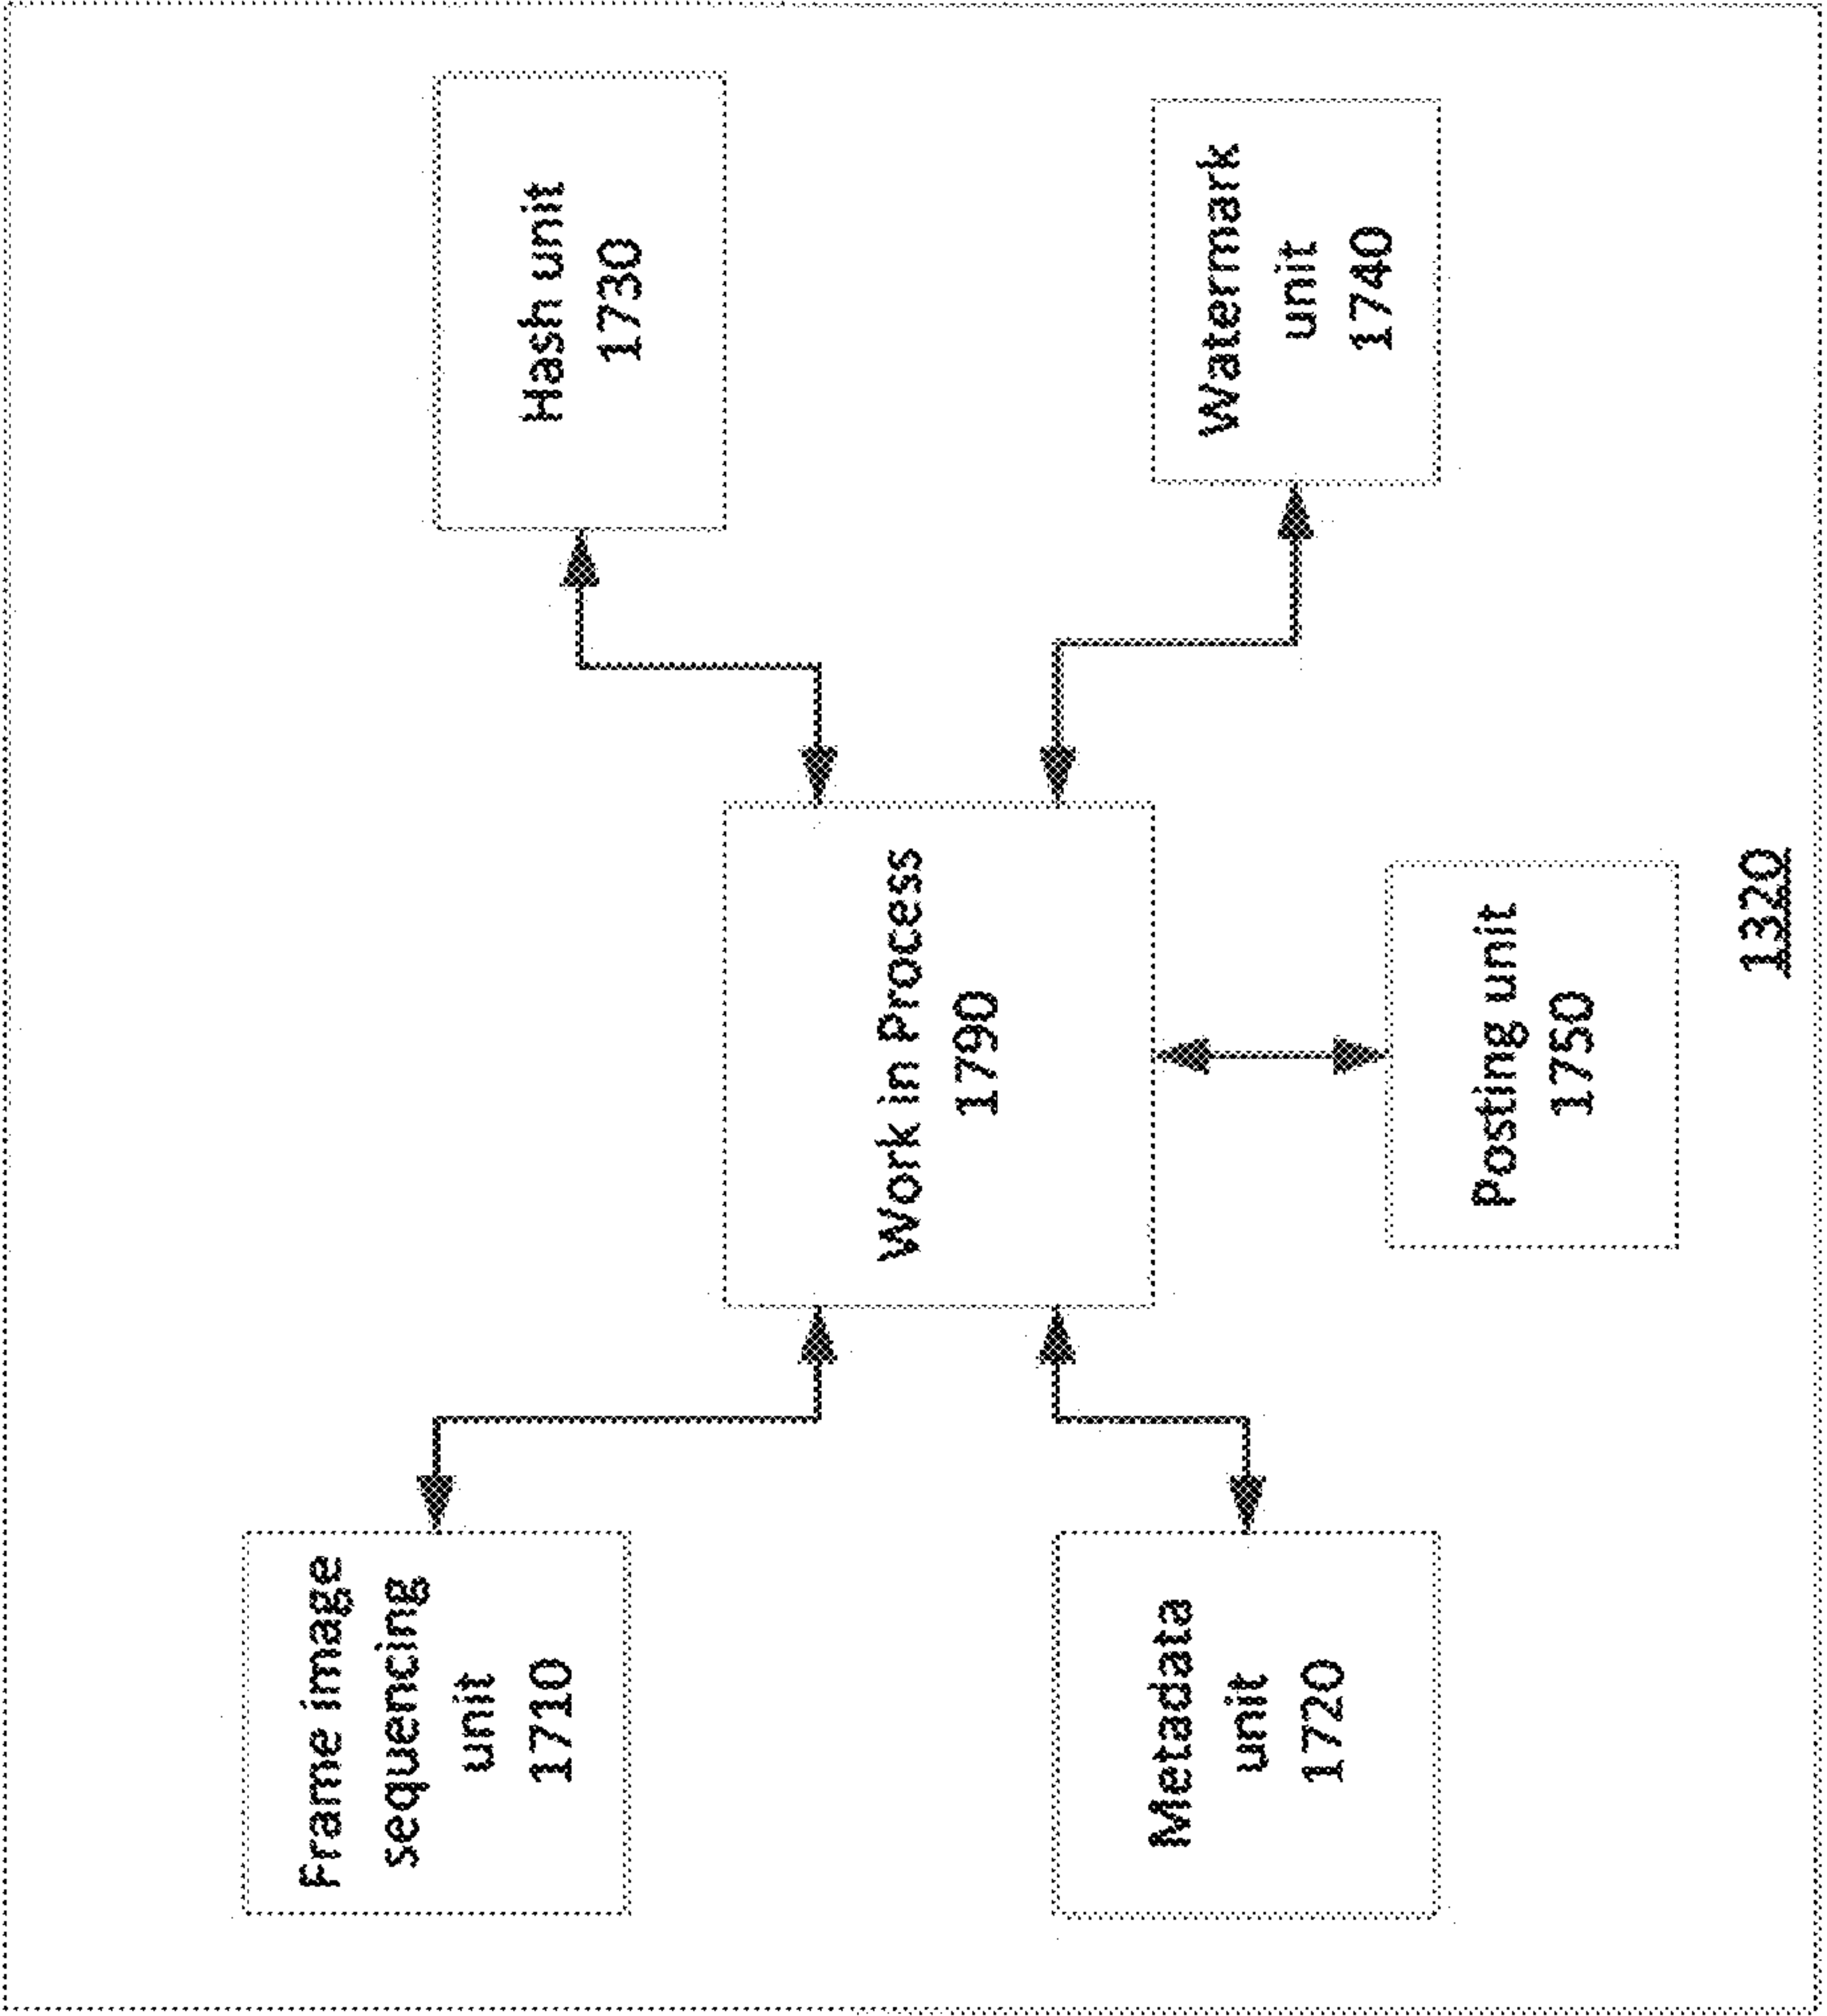 Frame image
sequencing
unit
1710
Hash unit
1730
Work in Process
1790
Metadata
unit
1720
Watermark
unit
1740
Posting unit
1750
1320